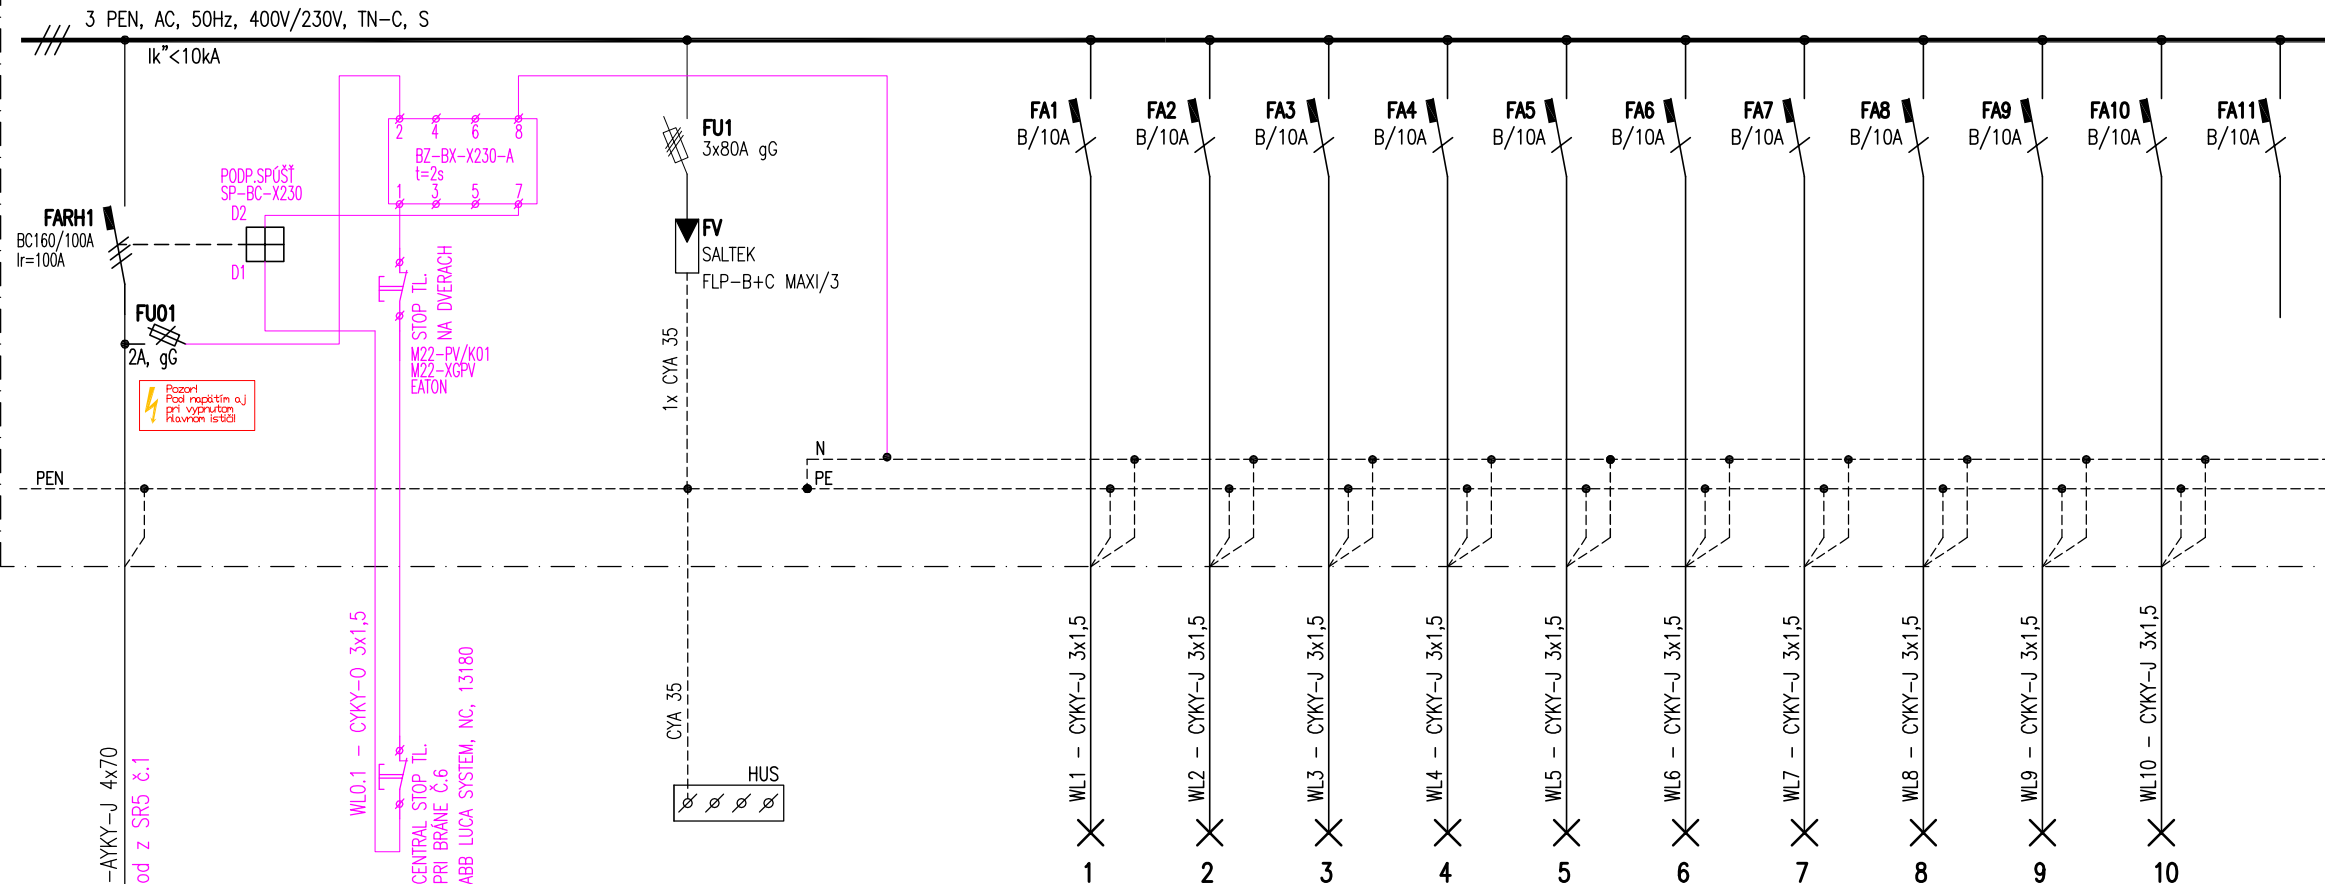 3 PEN, AC, 50Hz, 400V/230V, TN-C, S
Ik"<10kA
FARH1
BC160/100A
Ir=100A
PODP.SPÚŠŤ
SP-BC-X230
D2
D1
2 4 6 8
BZ-BX-X230-A
t=2s
1 3 5 7
FU01
2A, gG
Pozor!
Pod napätím aj
pri vypnutom
hlavnom ističi!
STOP TL.
NA DVERACH
M22-PV/K01
M22-XGPV
EATON
FU1
3x80A gG
FV
SALTEK
FLP-B+C MAXI/3
1x CYA 35
CYA 35
HUS
PEN
N
PE
FA1
B/10A
FA2
B/10A
FA3
B/10A
FA4
B/10A
FA5
B/10A
FA6
B/10A
FA7
B/10A
FA8
B/10A
FA9
B/10A
FA10
B/10A
FA11
B/10A
-AYKY-J 4x70
od z SR5 č.1
WL0.1 - CYKY-O 3x1,5
CENTRAL STOP TL.
PRI BRÁNE Č.6
ABB LUCA SYSTEM, NC, 13180
WL1 - CYKY-J 3x1,5
WL2 - CYKY-J 3x1,5
WL3 - CYKY-J 3x1,5
WL4 - CYKY-J 3x1,5
WL5 - CYKY-J 3x1,5
WL6 - CYKY-J 3x1,5
WL7 - CYKY-J 3x1,5
WL8 - CYKY-J 3x1,5
WL9 - CYKY-J 3x1,5
WL10 - CYKY-J 3x1,5
1 2 3 4 5 6 7 8 9 10